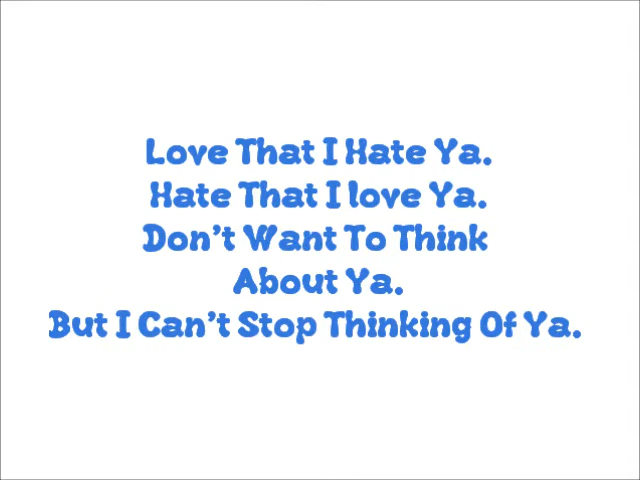 Love That I Hate Ya.
Hate That I love Ya.
Don't Want To Think
About Ya.
But I Can't Stop Thinking Of Ya.